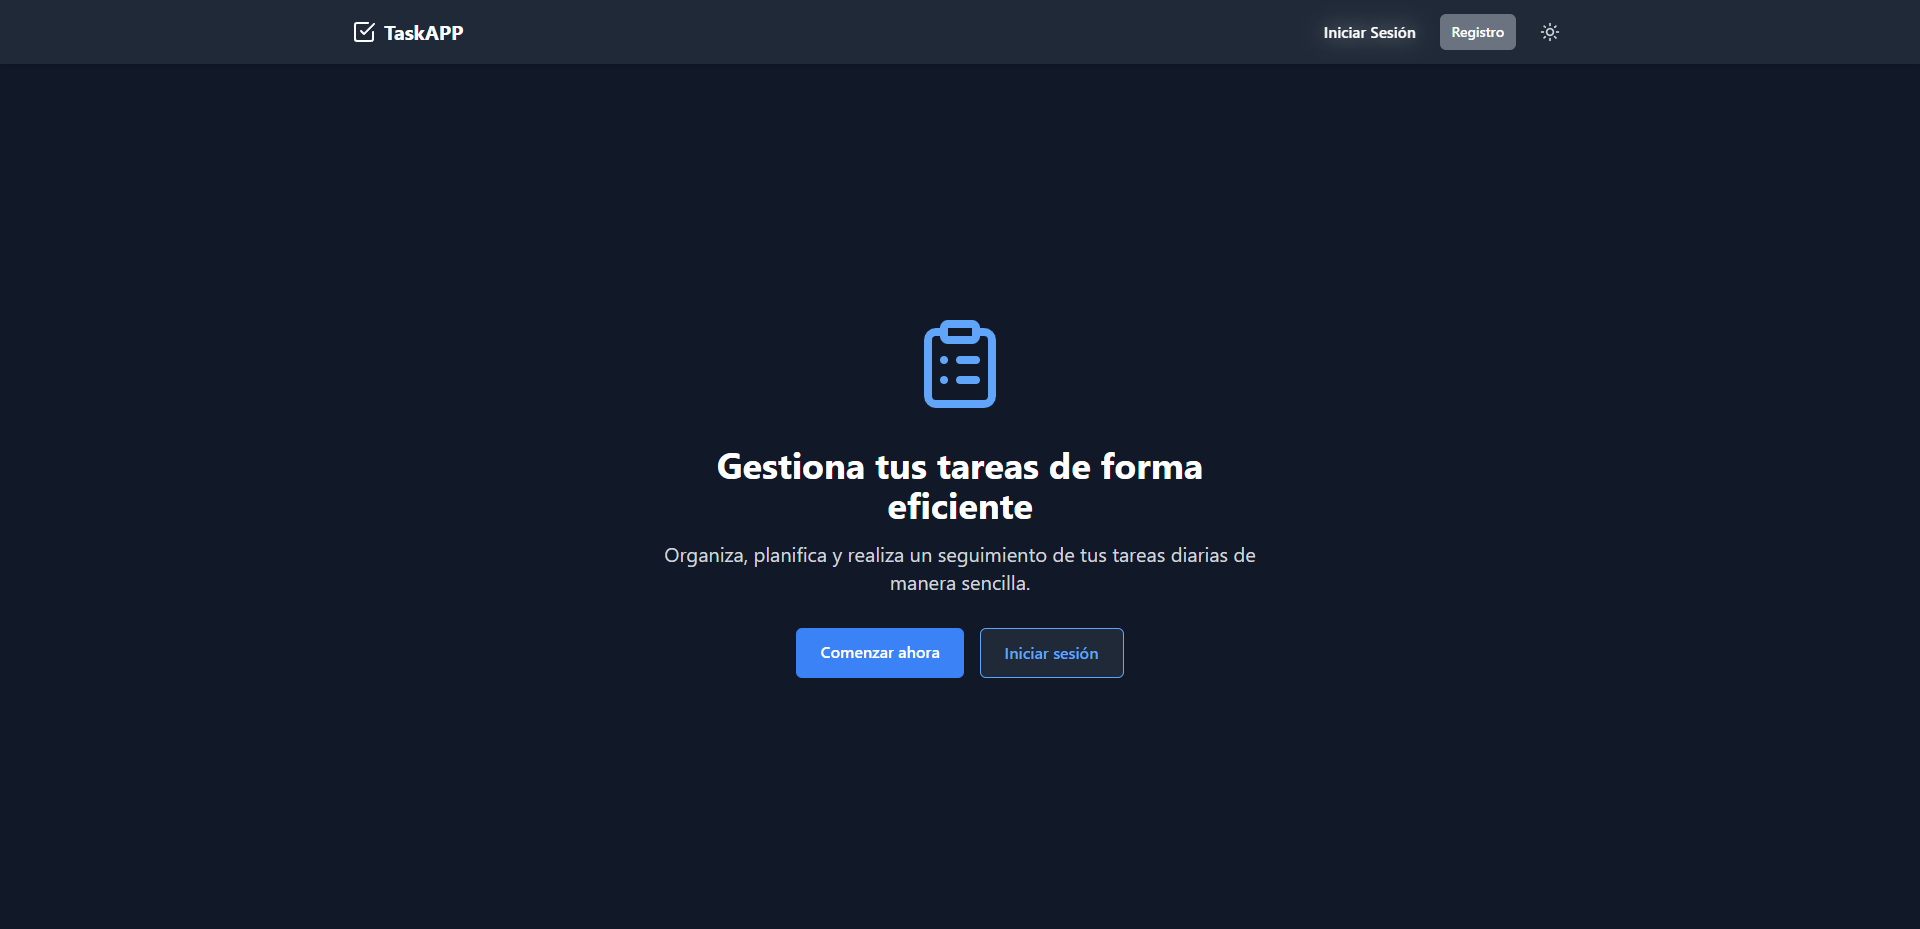 TaskAPP
Iniciar Sesión
Registro
Gestiona tus tareas de forma
eficiente
Organiza, planifica y realiza un seguimiento de tus tareas diarias de
manera sencilla.
Comenzar ahora
Iniciar sesión